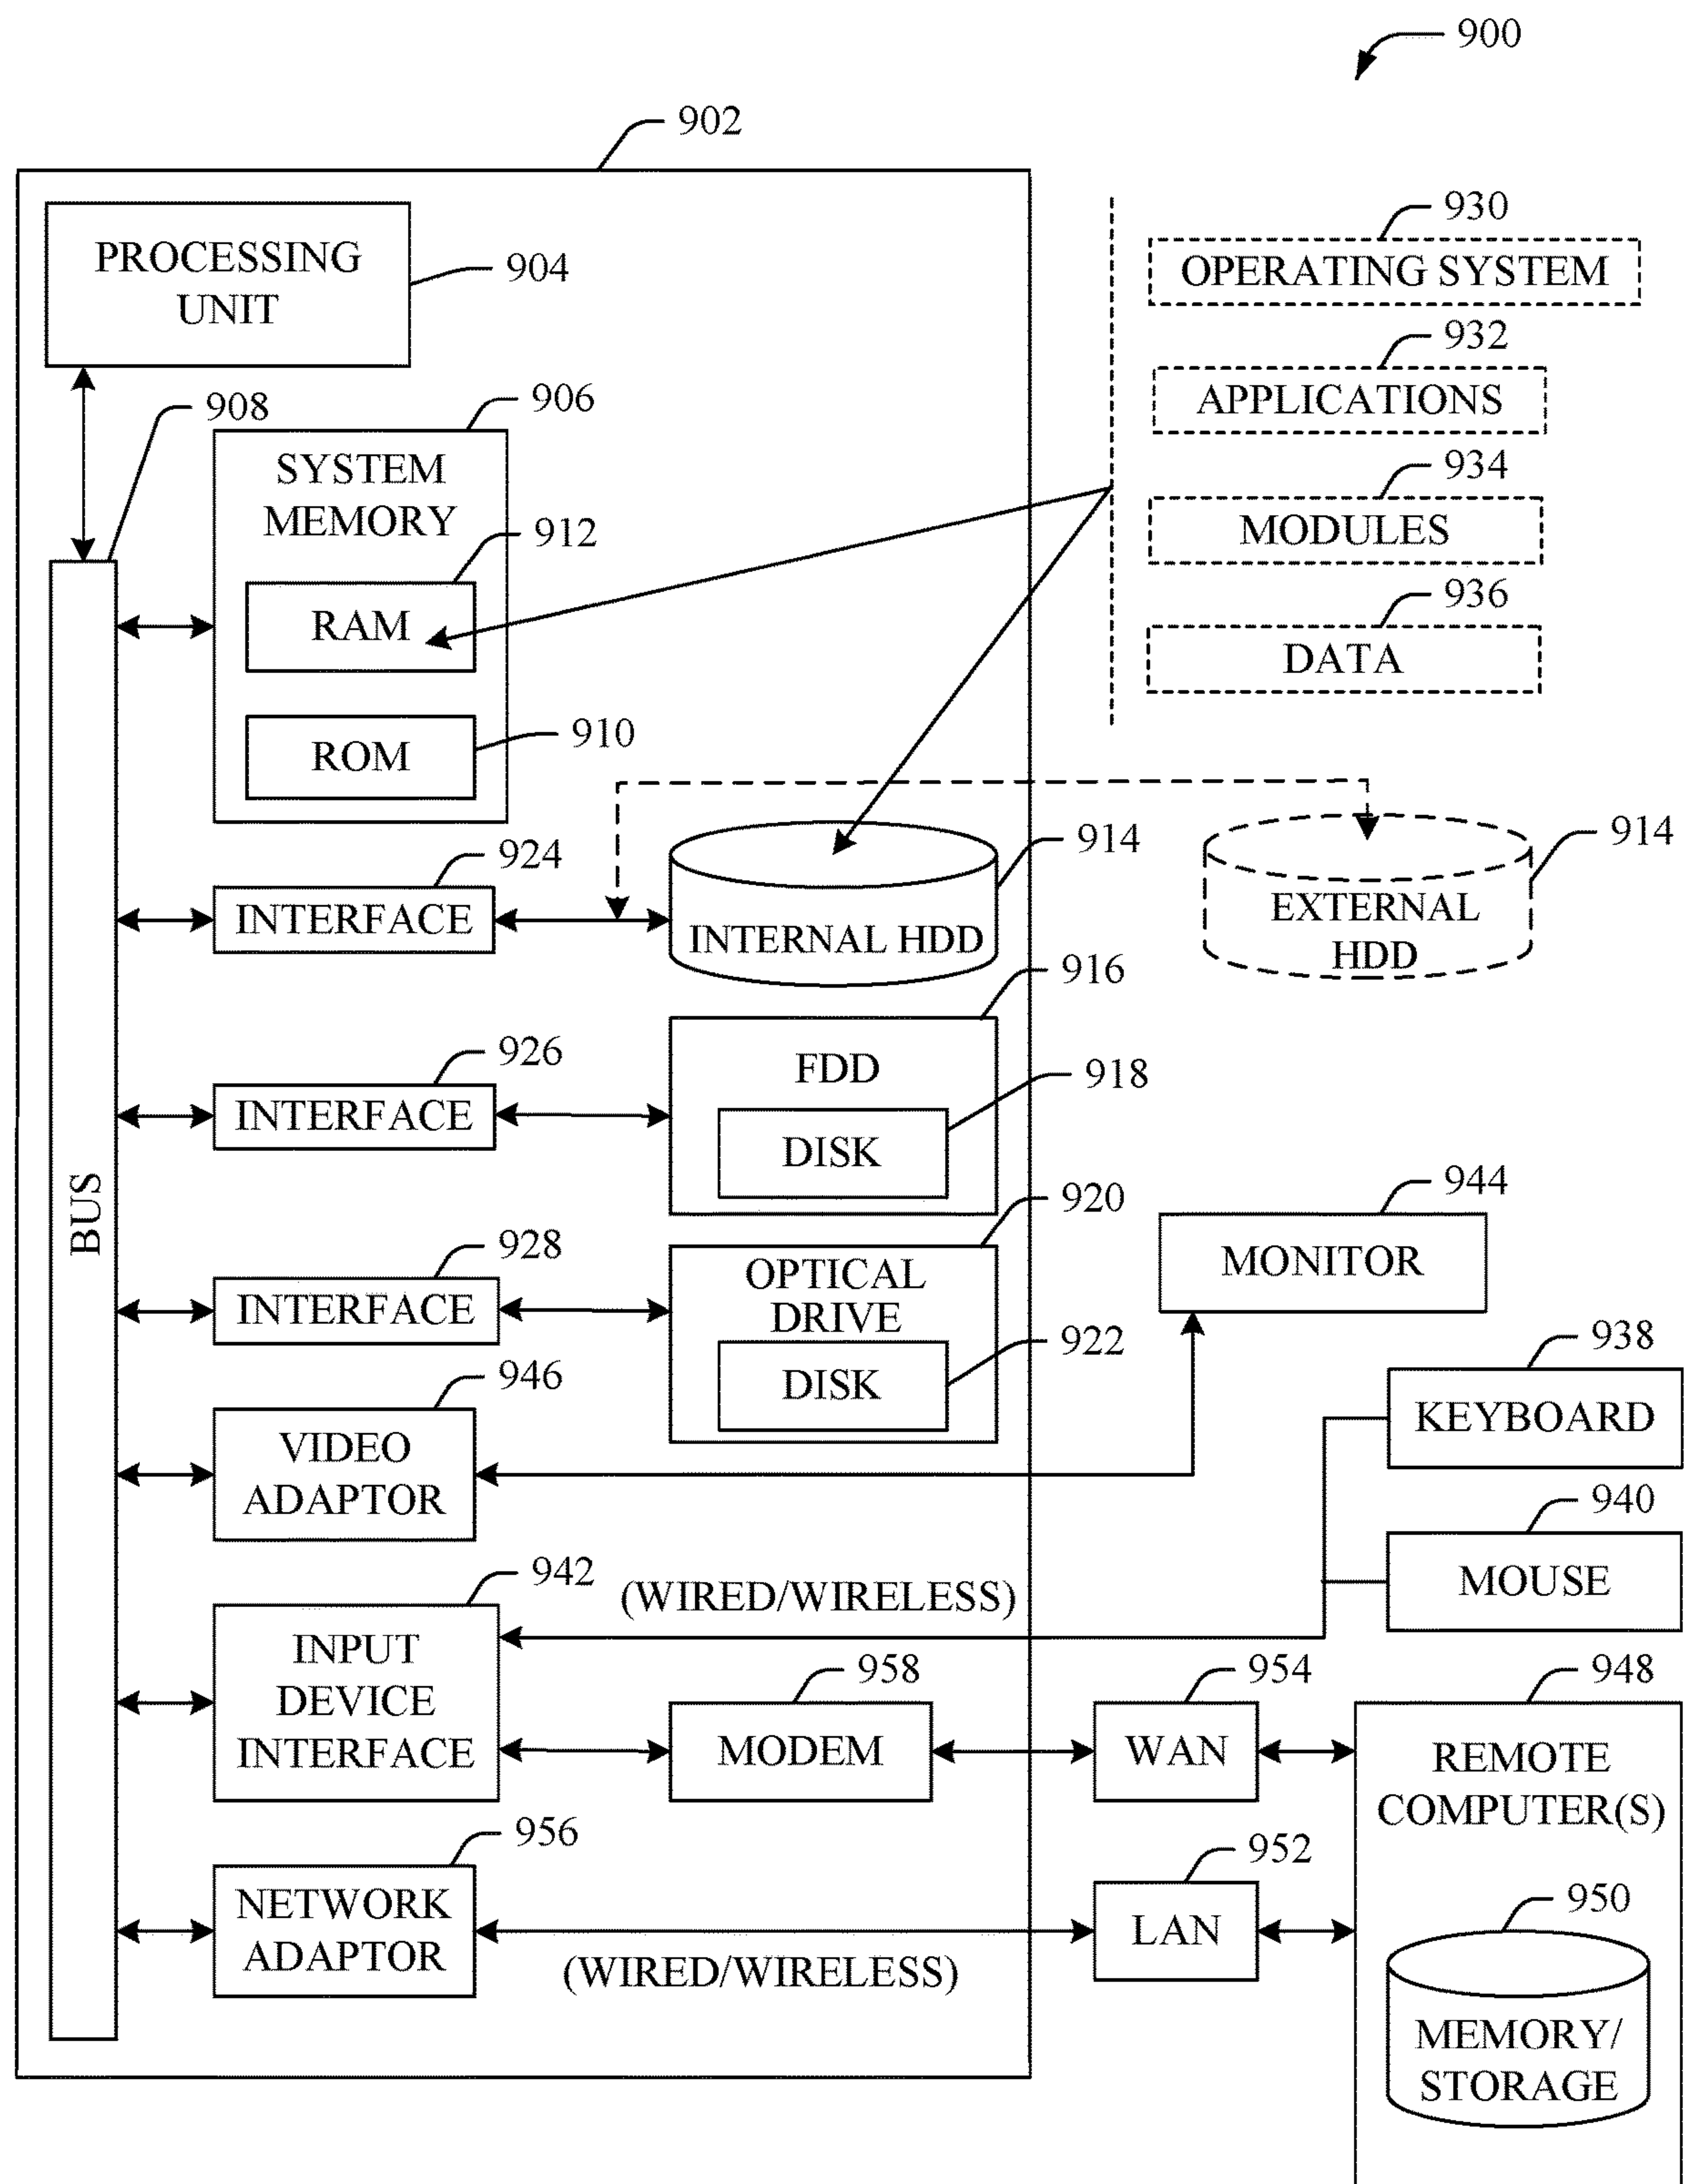 900
902
PROCESSING
UNIT
904
930
OPERATING SYSTEM
932
APPLICATIONS
934
MODULES
936
DATA
908
906
SYSTEM
MEMORY
912
RAM
910
ROM
924
INTERFACE
914
INTERNAL HDD
914
EXTERNAL
HDD
926
INTERFACE
916
FDD
918
DISK
BUS
928
INTERFACE
920
OPTICAL
DRIVE
922
DISK
944
MONITOR
946
VIDEO
ADAPTOR
938
KEYBOARD
940
MOUSE
942
INPUT
DEVICE
INTERFACE
(WIRED/WIRELESS)
958
MODEM
954
WAN
948
REMOTE
COMPUTER(S)
956
NETWORK
ADAPTOR
(WIRED/WIRELESS)
952
LAN
950
MEMORY/
STORAGE